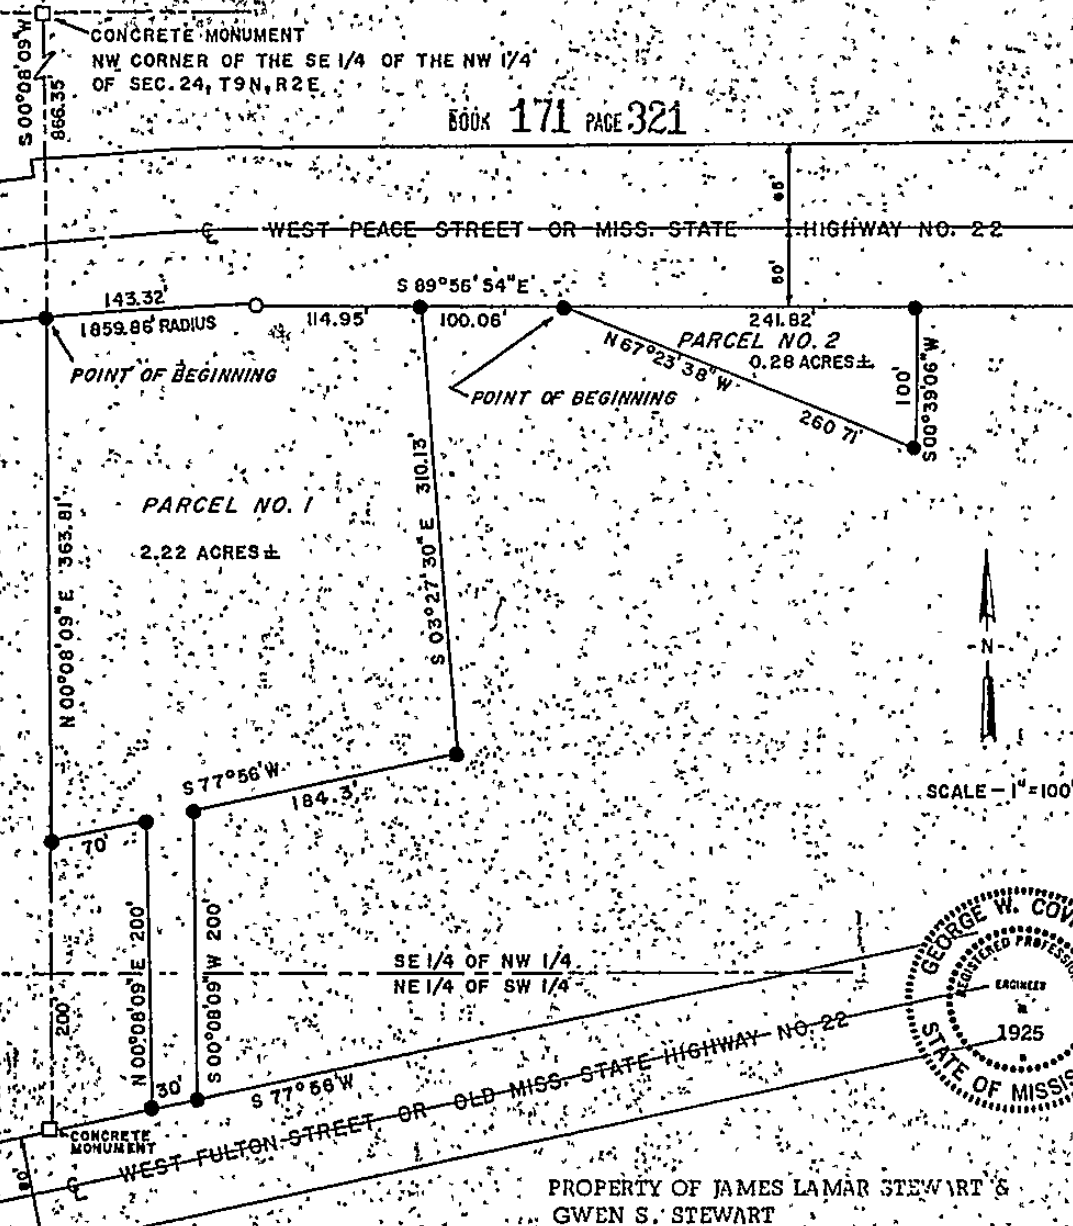 S 00°08'09"W
866.35
CONCRETE MONUMENT
NW CORNER OF THE SE 1/4 OF THE NW 1/4
OF SEC. 24, T9N, R2E
BOOK 171 PAGE 321
℄ WEST PEACE STREET OR MISS. STATE HIGHWAY NO. 22
S 89°56'54"E
143.32'
1859.86' RADIUS
114.95'
100.06'
241.82'
POINT OF BEGINNING
POINT OF BEGINNING
N 67°23'38"W
260.71'
PARCEL NO. 2
0.28 ACRES±
100'
S 00°39'06"W
PARCEL NO. 1
2.22 ACRES±
N 00°08'09"E 363.81'
S 03°27'30"E 310.13'
-N-
SCALE - 1"=100'
S 77°56'W
184.3'
70'
N 00°08'09"E 200'
S 00°08'09"W 200'
200'
SE 1/4 OF NW 1/4
NE 1/4 OF SW 1/4
30'
S 77°56'W
CONCRETE
MONUMENT
80'
℄ WEST FULTON STREET OR OLD MISS. STATE HIGHWAY NO. 22
GEORGE W. COV
REGISTERED PROFESSIO
ENGINEER
1925
STATE OF MISSIS
PROPERTY OF JAMES LAMAR STEWART &
GWEN S. STEWART